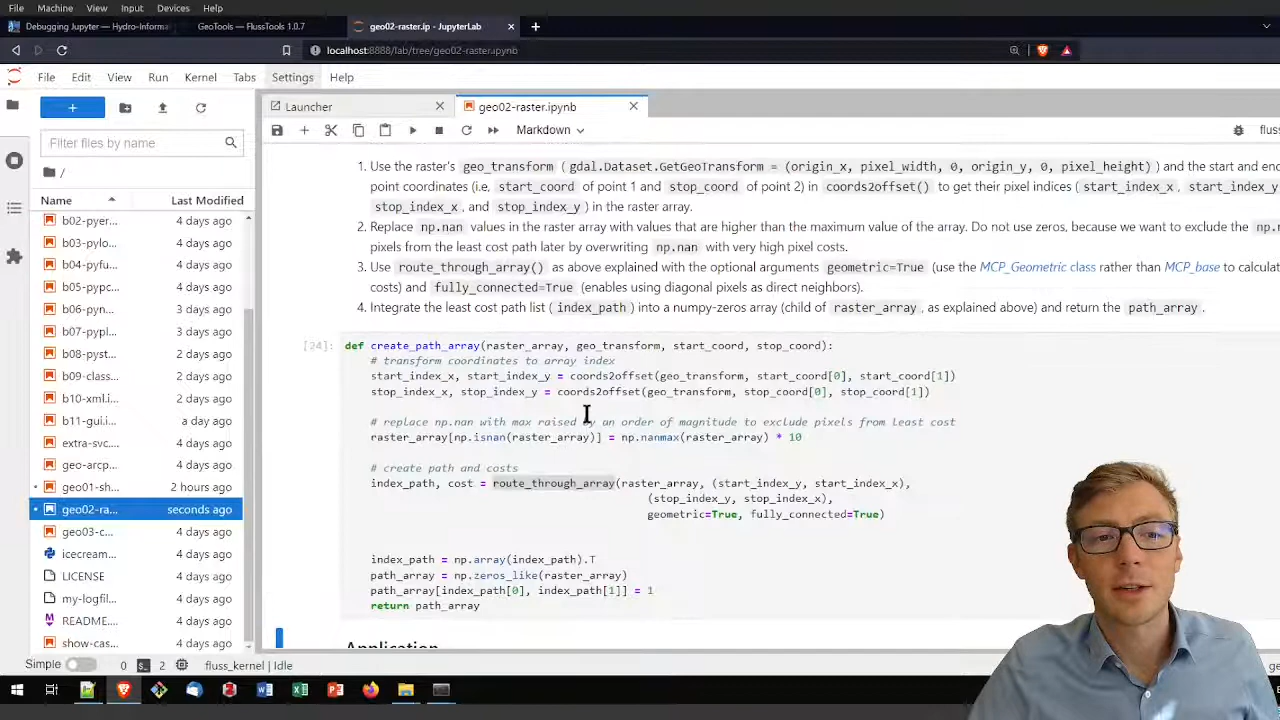 File Machine View Input Devices Help
Debugging Jupyter — Hydro-Informa
GeoTools — FlussTools 1.0.7
geo02-raster.ip - JupyterLab
localhost:8888/lab/tree/geo02-raster.ipynb
File Edit View Run Kernel Tabs Settings Help
Launcher
geo02-raster.ipynb
Filter files by name
Markdown
fluss
/
Name Last Modified
b02-pyer... 4 days ago
b03-pylo... 4 days ago
b04-pyfu... 4 days ago
b05-pypc... 4 days ago
b06-pyn... 3 days ago
b07-pypl... 3 days ago
b08-pyst... 2 days ago
b09-class... 2 days ago
b10-xml.i... 2 days ago
b11-gui.i... a day ago
extra-svc... 4 days ago
geo-arcp... 4 days ago
geo01-sh... 2 hours ago
geo02-ra... seconds ago
geo03-c... 4 days ago
icecream... 4 days ago
LICENSE 4 days ago
my-logfil... 4 days ago
README... 4 days ago
show-cas... 4 days ago
1. Use the raster's geo_transform ( gdal.Dataset.GetGeoTransform = (origin_x, pixel_width, 0, origin_y, 0, pixel_height) ) and the start and end
point coordinates (i.e. start_coord of point 1 and stop_coord of point 2) in coords2offset() to get their pixel indices ( start_index_x, start_index_y
stop_index_x, and stop_index_y ) in the raster array.
2. Replace np.nan values in the raster array with values that are higher than the maximum value of the array. Do not use zeros, because we want to exclude the np.n
pixels from the least cost path later by overwriting np.nan with very high pixel costs.
3. Use route_through_array() as above explained with the optional arguments geometric=True (use the MCP_Geometric class rather than MCP_base to calcula
costs) and fully_connected=True (enables using diagonal pixels as direct neighbors).
4. Integrate the least cost path list ( index_path ) into a numpy-zeros array (child of raster_array , as explained above) and return the path_array .
[24]: def create_path_array(raster_array, geo_transform, start_coord, stop_coord):
# transform coordinates to array index
start_index_x, start_index_y = coords2offset(geo_transform, start_coord[0], start_coord[1])
stop_index_x, stop_index_y = coords2offset(geo_transform, stop_coord[0], stop_coord[1])
# replace np.nan with max raised by an order of magnitude to exclude pixels from least cost
raster_array[np.isnan(raster_array)] = np.nanmax(raster_array) * 10
# create path and costs
index_path, cost = route_through_array(raster_array, (start_index_y, start_index_x),
(stop_index_y, stop_index_x),
geometric=True, fully_connected=True)
index_path = np.array(index_path).T
path_array = np.zeros_like(raster_array)
path_array[index_path[0], index_path[1]] = 1
return path_array
Application
Simple 0 2 fluss_kernel | Idle
ge